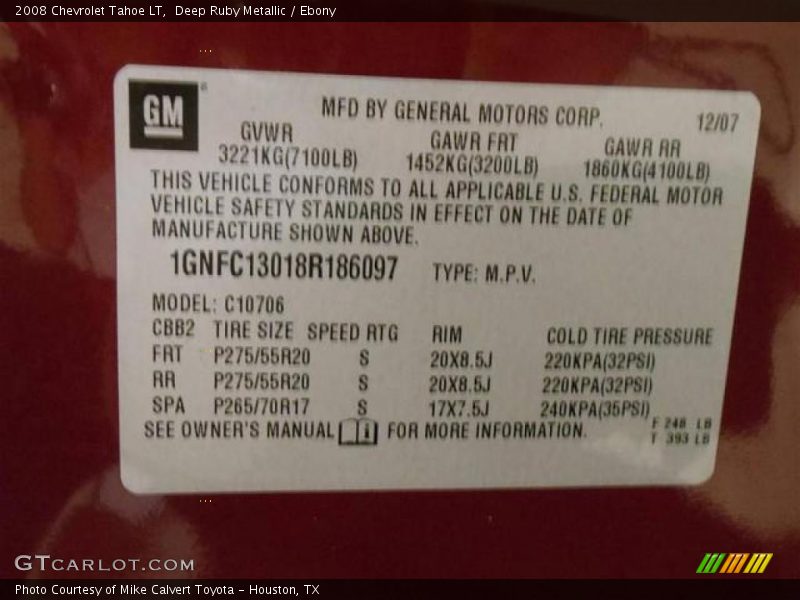 2008 Chevrolet Tahoe LT,  Deep Ruby Metallic / Ebony
GM
MFD BY GENERAL MOTORS CORP. 12/07
GVWR GAWR FRT GAWR RR
3221KG(7100LB) 1452KG(3200LB) 1860KG(4100LB)
THIS VEHICLE CONFORMS TO ALL APPLICABLE U.S. FEDERAL MOTOR
VEHICLE SAFETY STANDARDS IN EFFECT ON THE DATE OF
MANUFACTURE SHOWN ABOVE.
1GNFC13018R186097 TYPE: M.P.V.
MODEL: C10706
CBB2 TIRE SIZE SPEED RTG RIM COLD TIRE PRESSURE
FRT P275/55R20 S 20X8.5J 220KPA(32PSI)
RR P275/55R20 S 20X8.5J 220KPA(32PSI)
SPA P265/70R17 S 17X7.5J 240KPA(35PSI)
SEE OWNER'S MANUAL FOR MORE INFORMATION.
F 248 LB
T 393 LB
GTCARLOT.COM
Photo Courtesy of Mike Calvert Toyota - Houston, TX